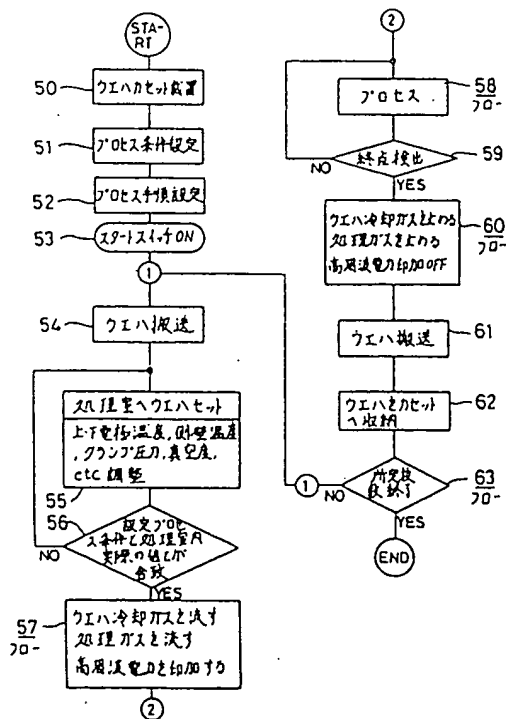 STA-
RT
50
ウエハカセット載置
51
プロセス条件設定
52
プロセス手順設定
53
スタートスイッチON
①
54
ウエハ搬送
処理室へウエハセット
上下電極温度,側壁温度
,クランプ圧力,真空度,
etc 調整
55
56
設定プロセ
ス条件と処理室内
実際の値とが
合致
NO
YES
57
フロー
ウエハ冷却ガスを流す
処理ガスを流す
高周波電力を印加する
②
②
58
フロー
プロセス
59
終点検出
NO
YES
60
フロー
ウエハ冷却ガスを止める
処理ガスを止める
高周波電力印加OFF
61
ウエハ搬送
62
ウエハをカセット
へ収納
63
フロー
所定枚
数終了
① NO
YES
END